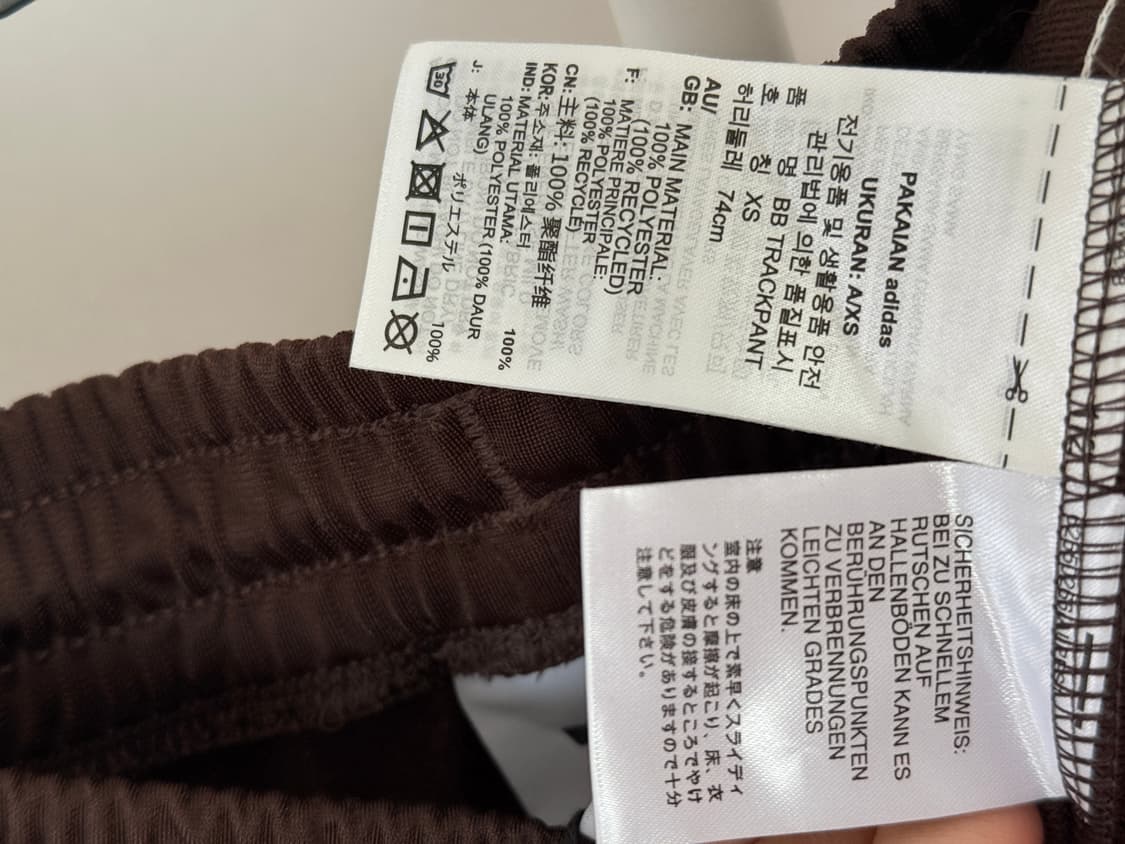 PAKAIAN adidas
UKURAN: A/XS
전기용품 및 생활용품 안전
관리법에 의한 품질표시
품 명 BB TRACKPANT
호 칭 XS
허리둘레 74cm
AU/
GB: MAIN MATERIAL:
100% POLYESTER
(100% RECYCLED)
F: MATIERE PRINCIPALE:
100% POLYESTER
(100% RECYCLE)
CN: 主料: 100% 聚酯纤维
KOR: 주소재: 폴리에스터 100%
IND: MATERIAL UTAMA:
100% POLYESTER (100% DAUR
ULANG)
J: 本体 ポリエステル 100%
30
SICHERHEITSHINWEIS:
BEI ZU SCHNELLEM
RUTSCHEN AUF
HALLENBÖDEN KANN ES
AN DEN
BERÜHRUNGSPUNKTEN
ZU VERBRENNUNGEN
LEICHTEN GRADES
KOMMEN.
注意
室内の床の上で素早くスライディ
ングすると摩擦が起こり、床、衣
服及び皮膚の接するところでやけ
どをする危険がありますので十分
注意して下さい。